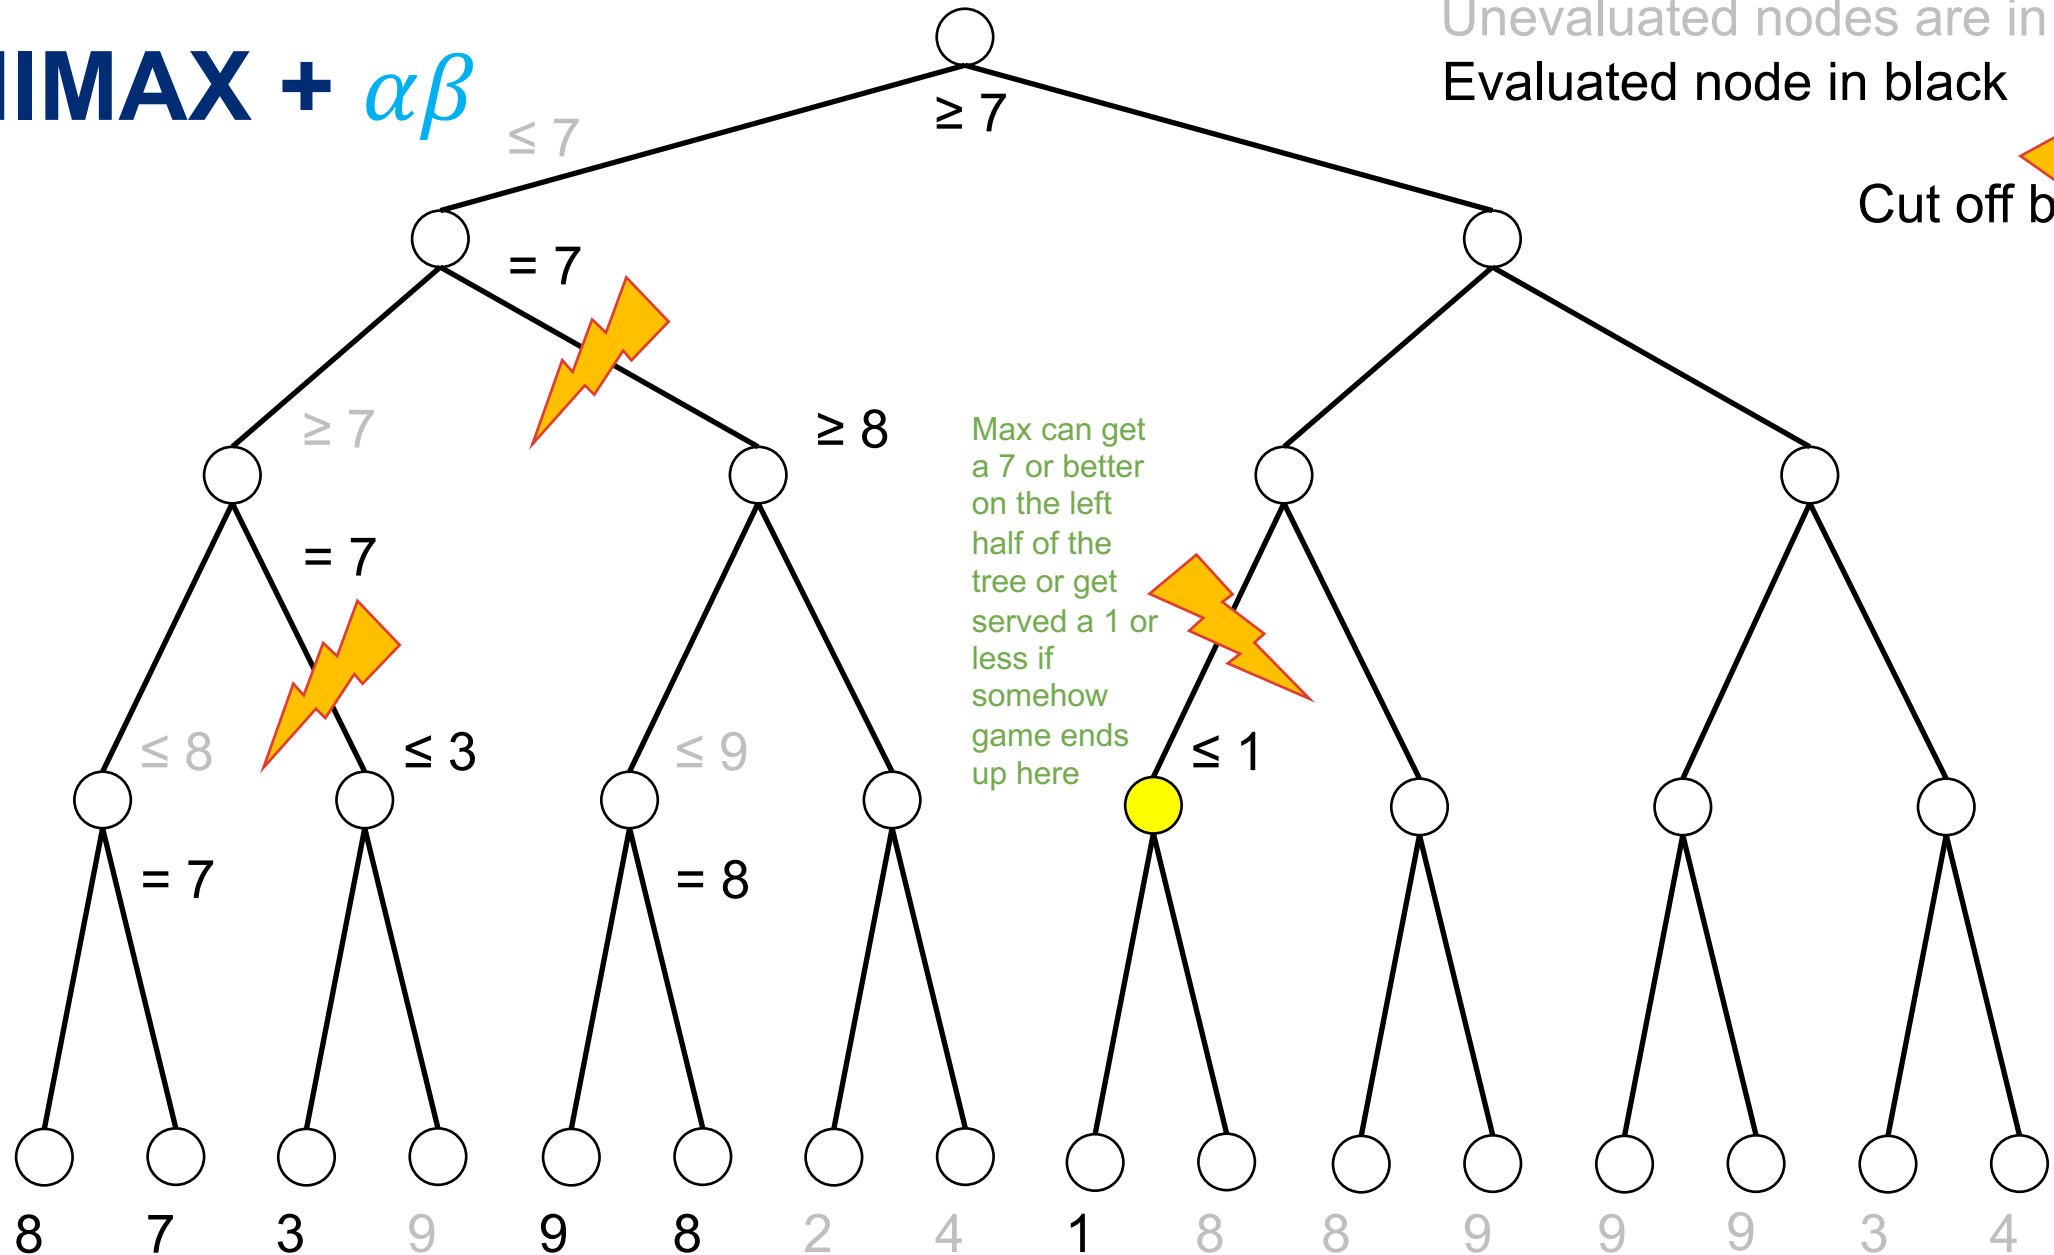 IIMAX + αβ
Unevaluated nodes are in
Evaluated node in black
Cut off b
≤ 7
≥ 7
= 7
≥ 7
≥ 8
Max can get
a 7 or better
on the left
half of the
tree or get
served a 1 or
less if
somehow
game ends
up here
= 7
≤ 8
≤ 3
≤ 9
≤ 1
= 7
= 8
8 7 3 9 9 8 2 4 1 8 8 9 9 9 3 4